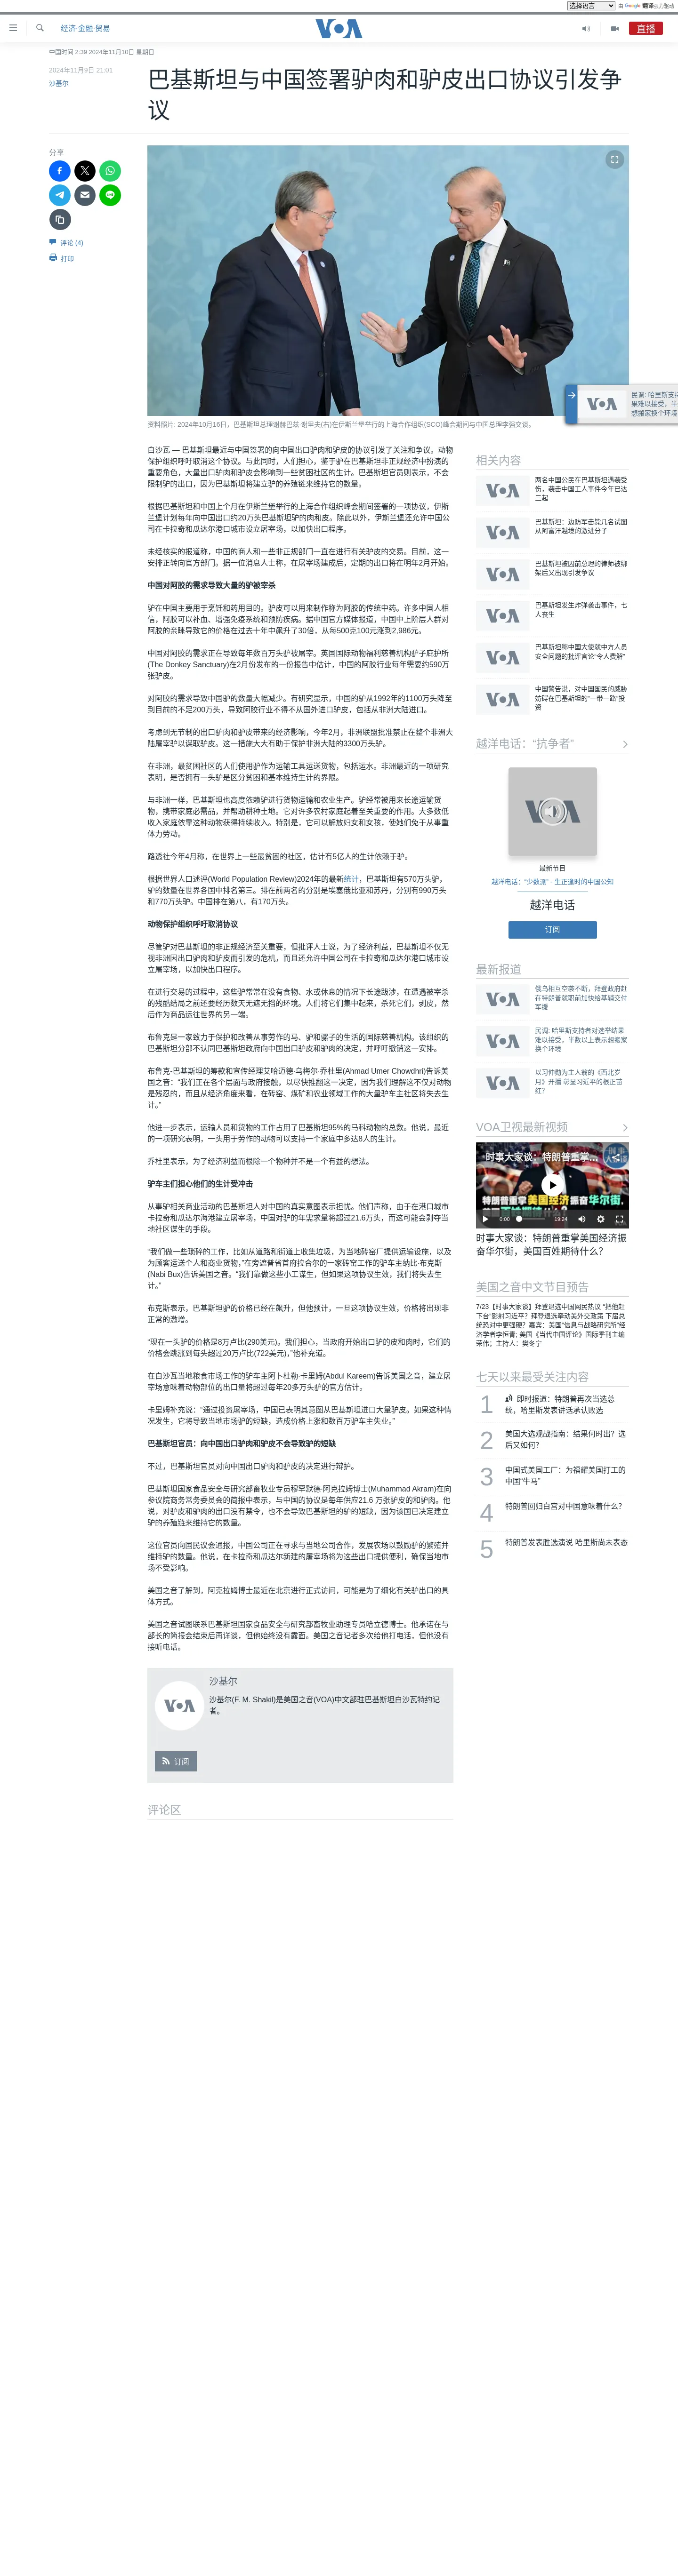 选择语言
由 Google 翻译强力驱动
经济·金融·贸易
VOA
直播
中国时间 2:39 2024年11月10日 星期日
2024年11月9日 21:01
沙基尔
巴基斯坦与中国签署驴肉和驴皮出口协议引发争
议
分享
评论 (4)
打印
资料照片: 2024年10月16日，巴基斯坦总理谢赫巴兹·谢里夫(右)在伊斯兰堡举行的上海合作组织(SCO)峰会期间与中国总理李强交谈。
民调: 哈里斯支持
果难以接受，半
想搬家换个环境
白沙瓦 — 巴基斯坦最近与中国签署的向中国出口驴肉和驴皮的协议引发了关注和争议。动物
保护组织呼吁取消这个协议。与此同时，人们担心，鉴于驴在巴基斯坦非正规经济中扮演的
重要角色，大量出口驴肉和驴皮会影响到一些贫困社区的生计。巴基斯坦官员则表示，不会
限制驴的出口，因为巴基斯坦将建立驴的养殖链来维持它的数量。
根据巴基斯坦和中国上个月在伊斯兰堡举行的上海合作组织峰会期间签署的一项协议，伊斯
兰堡计划每年向中国出口约20万头巴基斯坦驴的肉和皮。除此以外，伊斯兰堡还允许中国公
司在卡拉奇和瓜达尔港口城市设立屠宰场，以加快出口程序。
未经核实的报道称，中国的商人和一些非正规部门一直在进行有关驴皮的交易。目前，这一
安排正转向官方部门。据一位消息人士称，在屠宰场建成后，定期的出口将在明年2月开始。
中国对阿胶的需求导致大量的驴被宰杀
驴在中国主要用于烹饪和药用目的。驴皮可以用来制作称为阿胶的传统中药。许多中国人相
信，阿胶可以补血、增强免疫系统和预防疾病。据中国官方媒体报道，中国中上阶层人群对
阿胶的亲睐导致它的价格在过去十年中飙升了30倍，从每500克100元涨到2,986元。
中国对阿胶的需求正在导致每年数百万头驴被屠宰。英国国际动物福利慈善机构驴子庇护所
(The Donkey Sanctuary)在2月份发布的一份报告中估计，中国的阿胶行业每年需要约590万
张驴皮。
对阿胶的需求导致中国驴的数量大幅减少。有研究显示，中国的驴从1992年的1100万头降至
到目前的不足200万头，导致阿胶行业不得不从国外进口驴皮，包括从非洲大陆进口。
考虑到无节制的出口驴肉和驴皮带来的经济影响，今年2月，非洲联盟批准禁止在整个非洲大
陆屠宰驴以谋取驴皮。这一措施大大有助于保护非洲大陆的3300万头驴。
在非洲，最贫困社区的人们使用驴作为运输工具运送货物，包括运水。非洲最近的一项研究
表明，是否拥有一头驴是区分贫困和基本维持生计的界限。
与非洲一样，巴基斯坦也高度依赖驴进行货物运输和农业生产。驴经常被用来长途运输货
物，携带家庭必需品，并帮助耕种土地。它对许多农村家庭起着至关重要的作用。大多数低
收入家庭依靠这种动物获得持续收入。特别是，它可以解放妇女和女孩，使她们免于从事重
体力劳动。
路透社今年4月称，在世界上一些最贫困的社区，估计有5亿人的生计依赖于驴。
根据世界人口述评(World Population Review)2024年的最新统计，巴基斯坦有570万头驴，
驴的数量在世界各国中排名第三。排在前两名的分别是埃塞俄比亚和苏丹，分别有990万头
和770万头驴。中国排在第八，有170万头。
动物保护组织呼吁取消协议
尽管驴对巴基斯坦的非正规经济至关重要，但批评人士说，为了经济利益，巴基斯坦不仅无
视非洲因出口驴肉和驴皮而引发的危机，而且还允许中国公司在卡拉奇和瓜达尔港口城市设
立屠宰场，以加快出口程序。
在进行的交易过程中，这些驴常常在没有食物、水或休息的情况下长途跋涉，在遭遇被宰杀
的残酷结局之前还要经历数天无遮无挡的环境。人们将它们集中起来，杀死它们，剥皮，然
后作为商品运往世界的另一端。
布鲁克是一家致力于保护和改善从事劳作的马、驴和骡子的生活的国际慈善机构。该组织的
巴基斯坦分部不认同巴基斯坦政府向中国出口驴皮和驴肉的决定，并呼吁撤销这一安排。
布鲁克-巴基斯坦的筹款和宣传经理艾哈迈德·乌梅尔·乔杜里(Ahmad Umer Chowdhri)告诉美
国之音：“我们正在各个层面与政府接触，以尽快推翻这一决定，因为我们理解这不仅对动物
是残忍的，而且从经济角度来看，在砖窑、煤矿和农业领域工作的大量驴车主社区将失去生
计。”
他进一步表示，运输人员和货物的工作占用了巴基斯坦95%的马科动物的总数。他说，最近
的一项研究表明，一头用于劳作的动物可以支持一个家庭中多达8人的生计。
乔杜里表示，为了经济利益而根除一个物种并不是一个有益的想法。
驴车主们担心他们的生计受冲击
从事驴相关商业活动的巴基斯坦人对中国的真实意图表示担忧。他们声称，由于在港口城市
卡拉奇和瓜达尔海港建立屠宰场，中国对驴的年需求量将超过21.6万头，而这可能会剥夺当
地社区谋生的手段。
“我们做一些琐碎的工作，比如从道路和街道上收集垃圾，为当地砖窑厂提供运输设施，以及
为顾客运送个人和商业货物，”在旁遮普省首府拉合尔的一家砖窑工作的驴车主纳比·布克斯
(Nabi Bux)告诉美国之音。“我们靠做这些小工谋生，但如果这项协议生效，我们将失去生
计。”
布克斯表示，巴基斯坦驴的价格已经在飙升，但他预计，一旦这项协议生效，价格将出现非
正常的激增。
“现在一头驴的价格是8万卢比(290美元)。我们担心，当政府开始出口驴的皮和肉时，它们的
价格会跳涨到每头超过20万卢比(722美元)，”他补充道。
在自达沙瓦当地粮食市场工作的驴车主阿卜杜勒·卡里姆(Abdul Kareem)告诉美国之音，建立屠
宰场意味着动物部位的出口量将超过每年20多万头驴的官方估计。
卡里姆补充说：“通过投资屠宰场，中国已表明其意图从巴基斯坦进口大量驴皮。如果这种情
况发生，它将导致当地市场驴的短缺，造成价格上涨和数百万驴车主失业。”
巴基斯坦官员：向中国出口驴肉和驴皮不会导致驴的短缺
不过，巴基斯坦官员对向中国出口驴肉和驴皮的决定进行辩护。
巴基斯坦国家食品安全与研究部畜牧业专员穆罕默德·阿克拉姆博士(Muhammad Akram)在向
参议院商务常务委员会的简报中表示，与中国的协议是每年供应21.6 万张驴皮的和驴肉。他
说，对驴皮和驴肉的出口没有禁令，也不会导致巴基斯坦的驴的短缺，因为该国已决定建立
驴的养殖链来维持它的数量。
这位官员向国民议会通报，中国公司正在寻求与当地公司合作，发展农场以鼓励驴的繁殖并
维持驴的数量。他说，在卡拉奇和瓜达尔新建的屠宰场将为这些出口提供便利，确保当地市
场不受影响。
美国之音了解到，阿克拉姆博士最近在北京进行正式访问，可能是为了细化有关驴出口的具
体方式。
美国之音试图联系巴基斯坦国家食品安全与研究部畜牧业助理专员哈立德博士。他承诺在与
部长的简报会结束后再详谈，但他始终没有露面。美国之音记者多次给他打电话，但他没有
接听电话。
沙基尔
沙基尔(F. M. Shakil)是美国之音(VOA)中文部驻巴基斯坦白沙瓦特约记
者。
订阅
评论区
相关内容
两名中国公民在巴基斯坦遇袭受
伤，袭击中国工人事件今年已达
三起
巴基斯坦：边防军击毙几名试图
从阿富汗越境的激进分子
巴基斯坦被囚前总理的律师被绑
架后又出现引发争议
巴基斯坦发生炸弹袭击事件，七
人丧生
巴基斯坦称中国大使就中方人员
安全问题的批评言论“令人费解”
中国警告说，对中国国民的威胁
妨碍在巴基斯坦的“一带一路”投
资
越洋电话：“抗争者”
最新节目
越洋电话：“少数派” - 生正逢时的中国公知
越洋电话
订阅
最新报道
俄乌相互空袭不断，拜登政府赶
在特朗普就职前加快给基辅交付
军援
民调: 哈里斯支持者对选举结果
难以接受，半数以上表示想搬家
换个环境
以习仲勋为主人翁的《西北岁
月》开播 彰显习近平的根正苗
红？
VOA卫视最新视频
时事大家谈：特朗普重掌...
特朗普重掌美国经济振奋华尔街，
0:00
19:24
时事大家谈：特朗普重掌美国经济振
奋华尔街，美国百姓期待什么？
美国之音中文节目预告
7/23【时事大家谈】拜登退选中国网民热议 “把他赶
下台”影射习近平？拜登退选牵动美外交政策 下届总
统恐对中更强硬？嘉宾：美国“信息与战略研究所”经
济学者李恒青; 美国《当代中国评论》国际季刊主编
荣伟；主持人：樊冬宁
七天以来最受关注内容
1 即时报道：特朗普再次当选总
统，哈里斯发表讲话承认败选
2 美国大选观战指南：结果何时出？选
后又如何？
3 中国式美国工厂：为福耀美国打工的
中国“牛马”
4 特朗普回归白宫对中国意味着什么？
5 特朗普发表胜选演说 哈里斯尚未表态